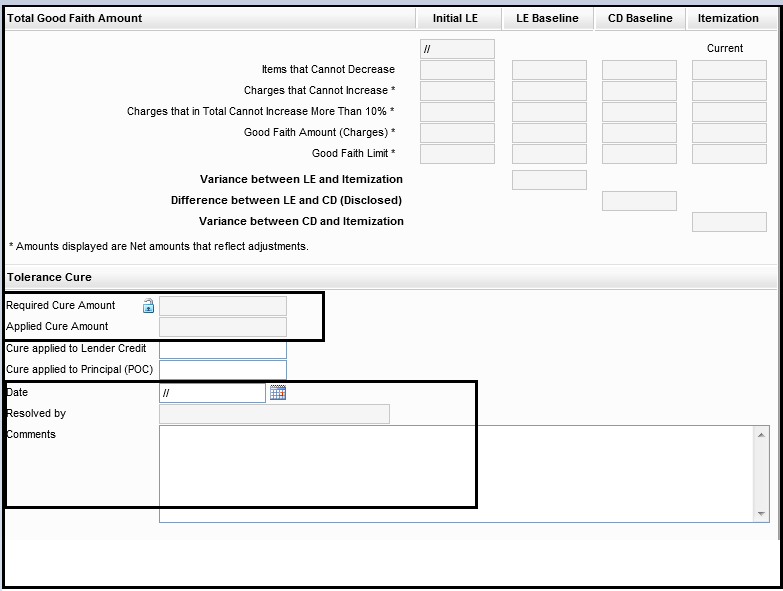 Total Good Faith Amount Initial LE LE Baseline CD Baseline Itemization
// Current
Items that Cannot Decrease
Charges that Cannot Increase *
Charges that in Total Cannot Increase More Than 10% *
Good Faith Amount (Charges) *
Good Faith Limit *
Variance between LE and Itemization
Difference between LE and CD (Disclosed)
Variance between CD and Itemization
* Amounts displayed are Net amounts that reflect adjustments.
Tolerance Cure
Required Cure Amount
Applied Cure Amount
Cure applied to Lender Credit
Cure applied to Principal (POC)
Date //
Resolved by
Comments